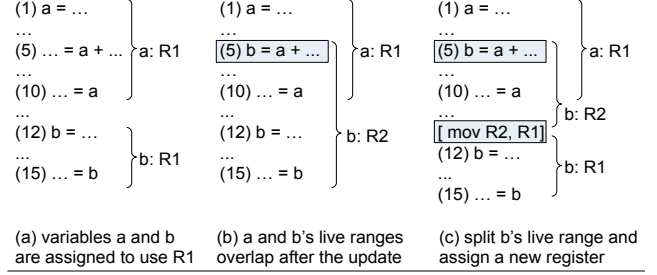 (1) a = …
…
(5) … = a + ...
a: R1
…
(10) … = a
...
(12) b = …
...
b: R1
(15) … = b
(a) variables a and b
are assigned to use R1
(1) a = …
…
(5) b = a + ...
a: R1
…
(10) … = a
...
(12) b = …
b: R2
...
(15) … = b
(b) a and b’s live ranges
overlap after the update
(1) a = …
…
(5) b = a + ...
a: R1
…
(10) … = a
...
b: R2
[ mov R2, R1]
(12) b = …
b: R1
...
(15) … = b
(c) split b’s live range and
assign a new register